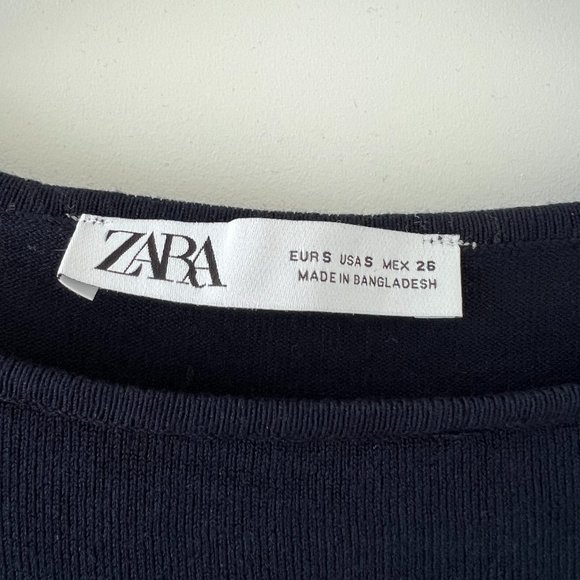 ZARA
EUR S USA S MEX 26
MADE IN BANGLADESH